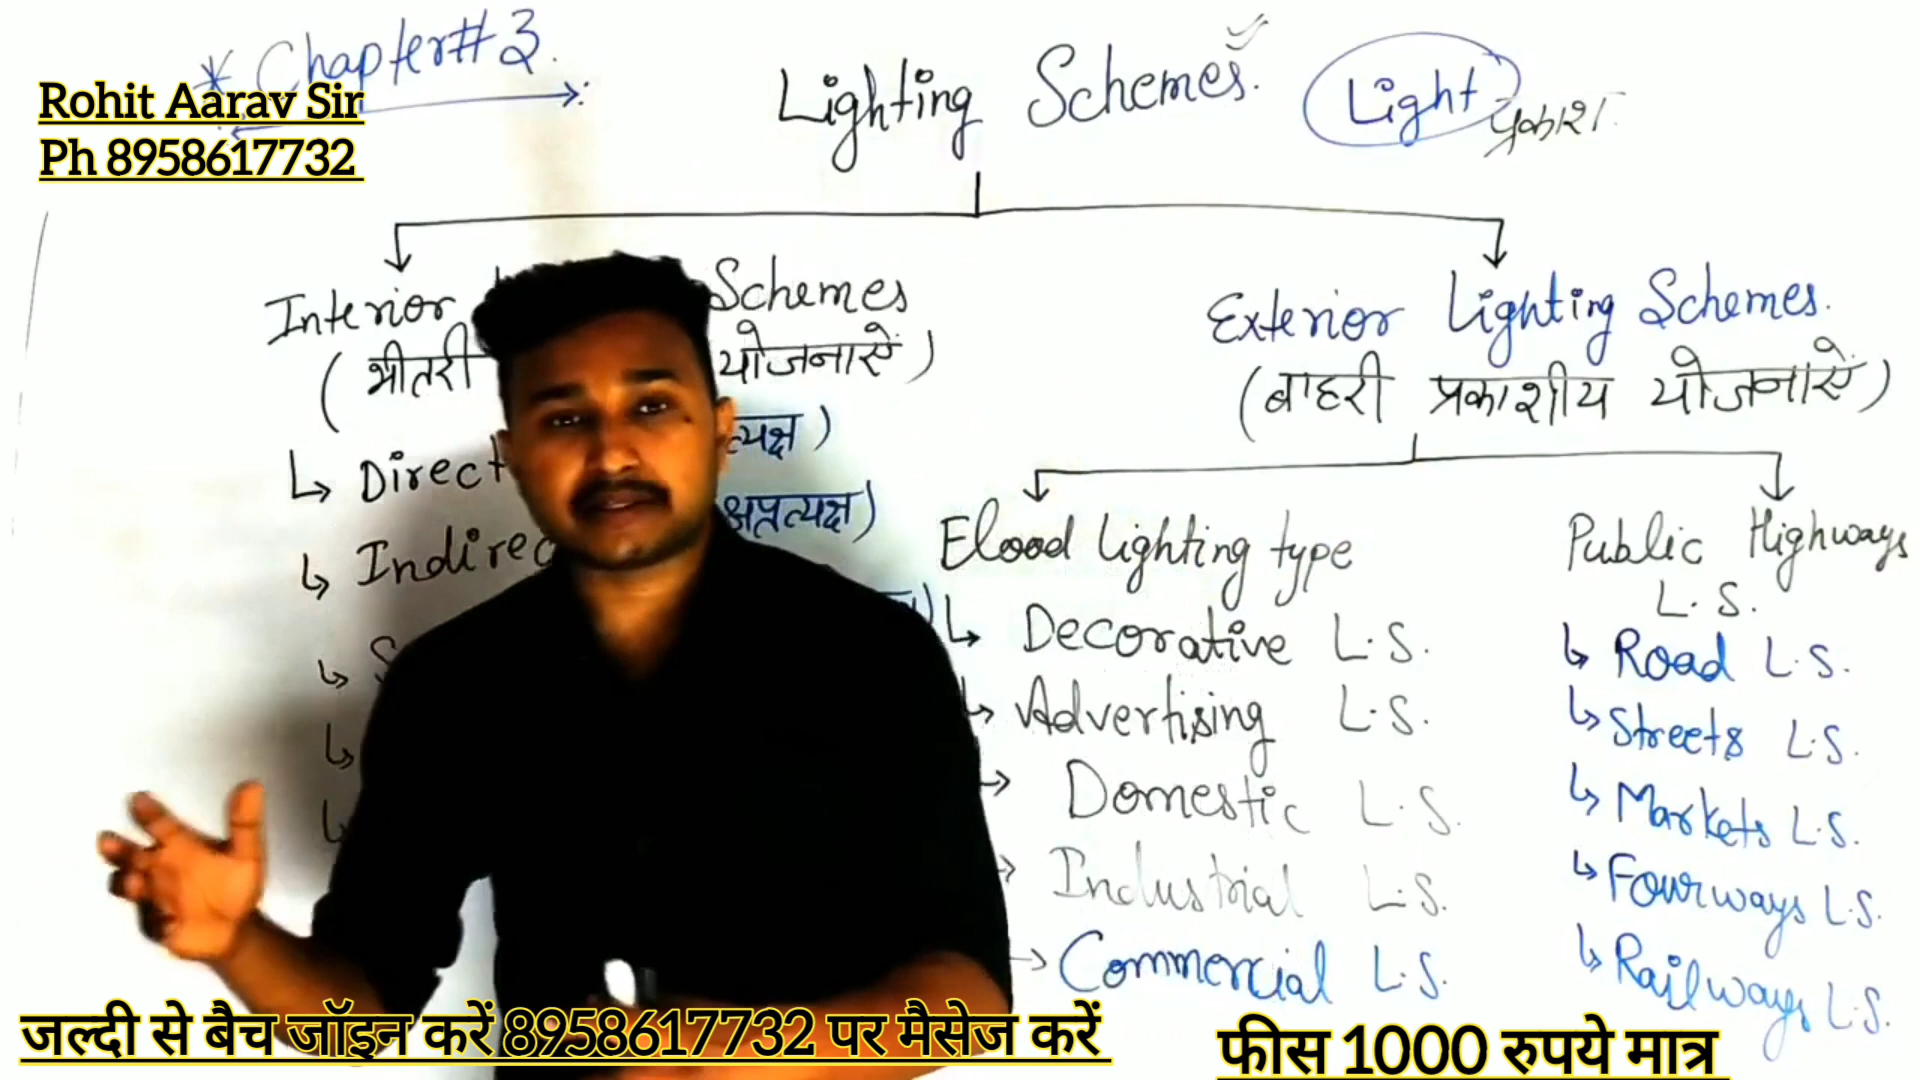 * Chapter#3.
Rohit Aarav Sir
Ph 8958617732
Lighting Schemes.
Light
प्रकाश
Interior Schemes
(भीतरी योजनाऐं)
Direct त्यक्ष)
Indirec अप्रत्यक्ष)
Exterior Lighting Schemes.
(बाहरी प्रकाशीय योजनाऐं)
Flood Lighting type
Decorative L.S.
Advertising L.S.
Domestic L.S.
Industrial L.S.
Commercial L.S.
Public Highways
L.S.
Road L.S.
Streets L.S.
Markets L.S.
Fourways L.S.
Railways L.S.
जल्दी से बैच जॉइन करें 8958617732 पर मैसेज करें
फीस 1000 रुपये मात्र